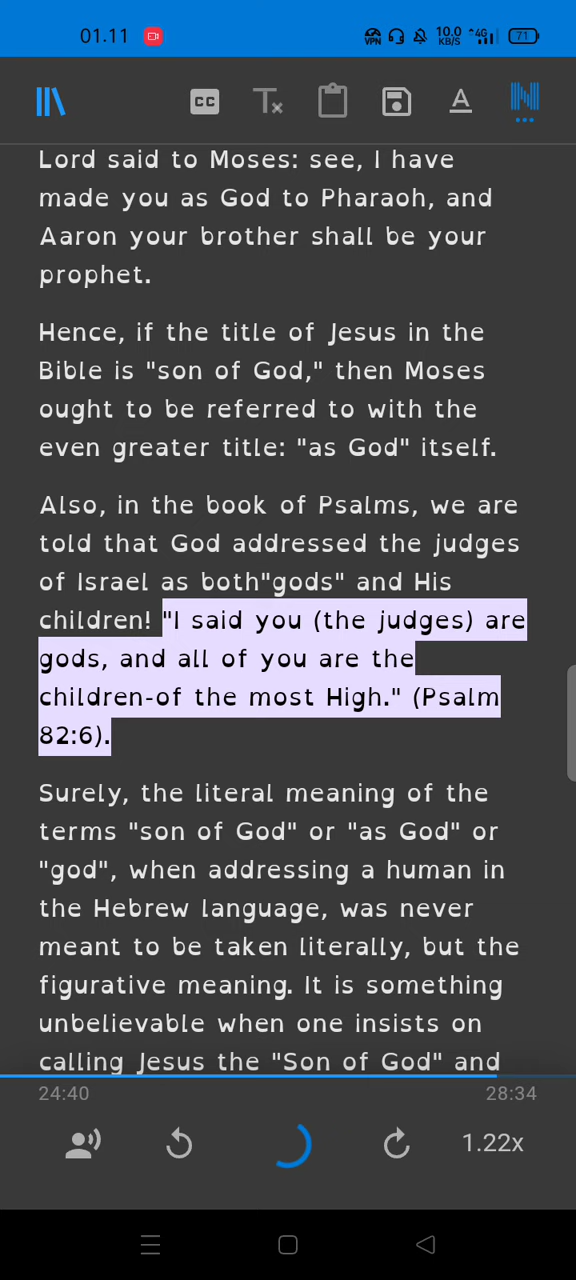 01.11
VPN
10.0
KB/S
4G
71
CC
Lord said to Moses: see, I have
made you as God to Pharaoh, and
Aaron your brother shall be your
prophet.
Hence, if the title of Jesus in the
Bible is "son of God," then Moses
ought to be referred to with the
even greater title: "as God" itself.
Also, in the book of Psalms, we are
told that God addressed the judges
of Israel as both"gods" and His
children! "I said you (the judges) are
gods, and all of you are the
children-of the most High." (Psalm
82:6).
Surely, the literal meaning of the
terms "son of God" or "as God" or
"god", when addressing a human in
the Hebrew language, was never
meant to be taken literally, but the
figurative meaning. It is something
unbelievable when one insists on
calling Jesus the "Son of God" and
24:40
28:34
1.22x